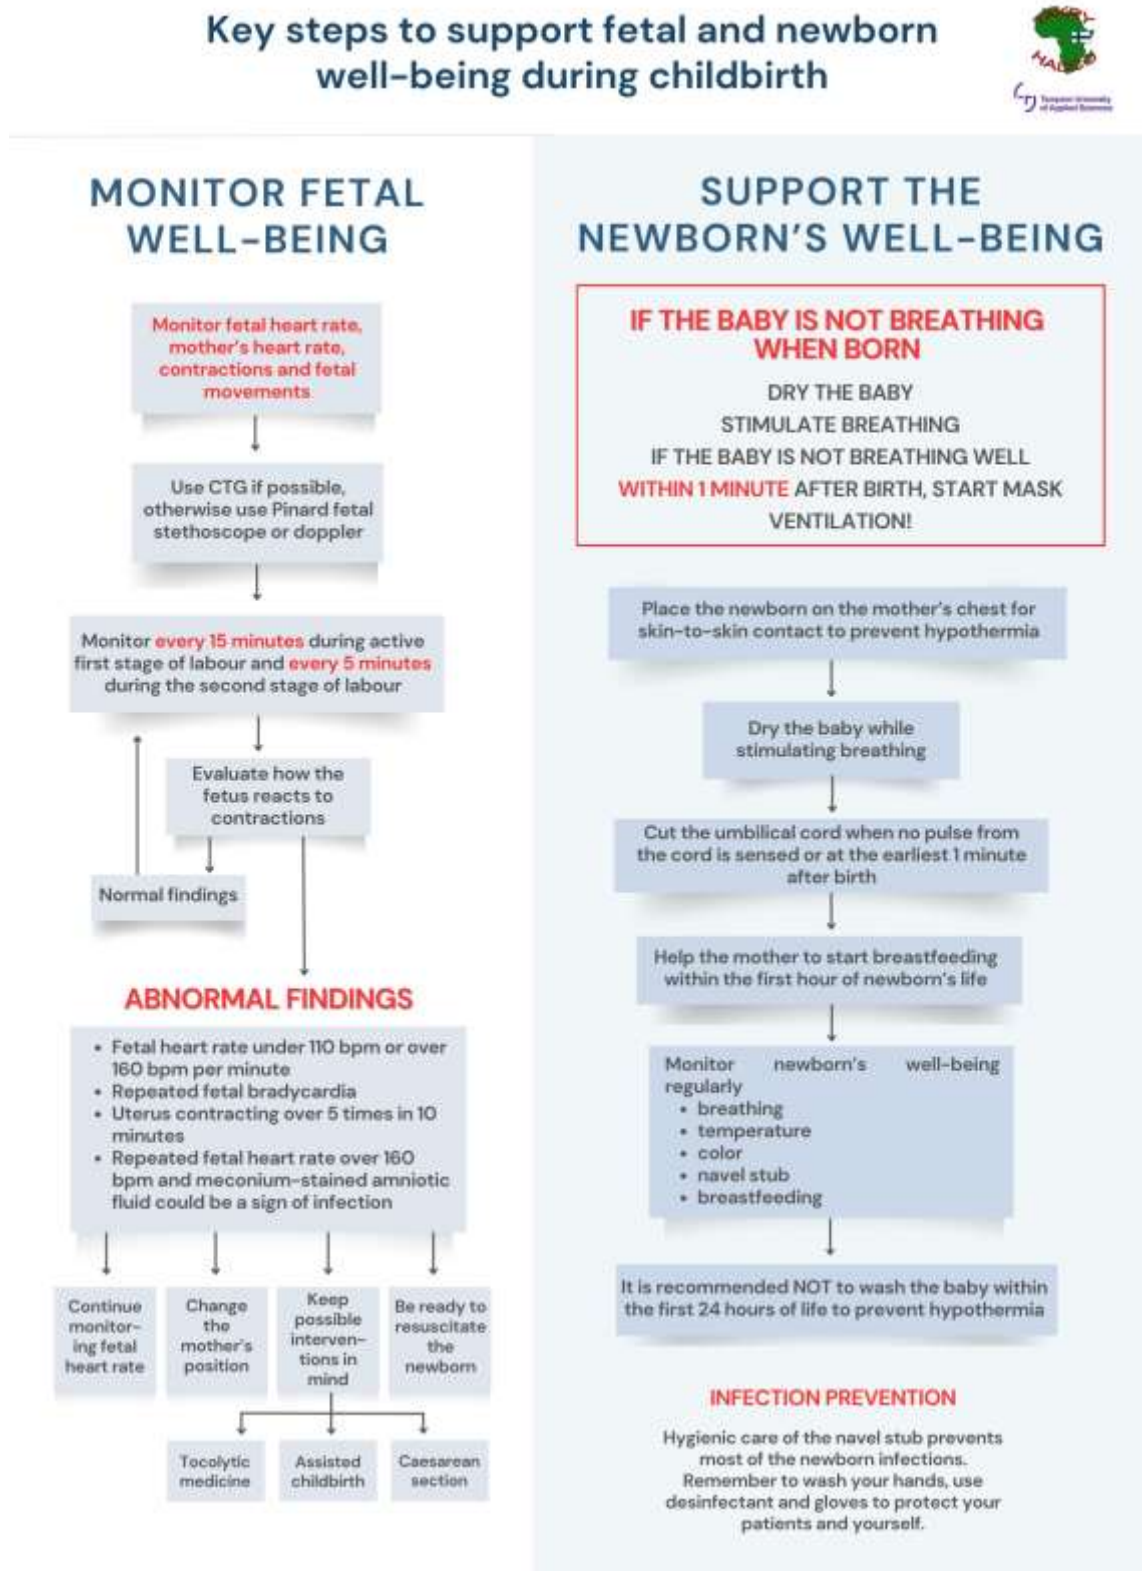 Key steps to support fetal and newborn
well-being during childbirth
HALKEO
Tampere University
of Applied Sciences
MONITOR FETAL
WELL-BEING
Monitor fetal heart rate,
mother's heart rate,
contractions and fetal
movements
Use CTG if possible,
otherwise use Pinard fetal
stethoscope or doppler
Monitor every 15 minutes during active
first stage of labour and every 5 minutes
during the second stage of labour
Evaluate how the
fetus reacts to
contractions
Normal findings
ABNORMAL FINDINGS
• Fetal heart rate under 110 bpm or over
160 bpm per minute
• Repeated fetal bradycardia
• Uterus contracting over 5 times in 10
minutes
• Repeated fetal heart rate over 160
bpm and meconium-stained amniotic
fluid could be a sign of infection
Continue
monitor-
ing fetal
heart rate
Change
the
mother's
position
Keep
possible
interven-
tions in
mind
Be ready to
resuscitate
the
newborn
Tocolytic
medicine
Assisted
childbirth
Caesarean
section
SUPPORT THE
NEWBORN'S WELL-BEING
IF THE BABY IS NOT BREATHING
WHEN BORN
DRY THE BABY
STIMULATE BREATHING
IF THE BABY IS NOT BREATHING WELL
WITHIN 1 MINUTE AFTER BIRTH, START MASK
VENTILATION!
Place the newborn on the mother's chest for
skin-to-skin contact to prevent hypothermia
Dry the baby while
stimulating breathing
Cut the umbilical cord when no pulse from
the cord is sensed or at the earliest 1 minute
after birth
Help the mother to start breastfeeding
within the first hour of newborn's life
Monitor newborn's well-being
regularly
• breathing
• temperature
• color
• navel stub
• breastfeeding
It is recommended NOT to wash the baby within
the first 24 hours of life to prevent hypothermia
INFECTION PREVENTION
Hygienic care of the navel stub prevents
most of the newborn infections.
Remember to wash your hands, use
desinfectant and gloves to protect your
patients and yourself.